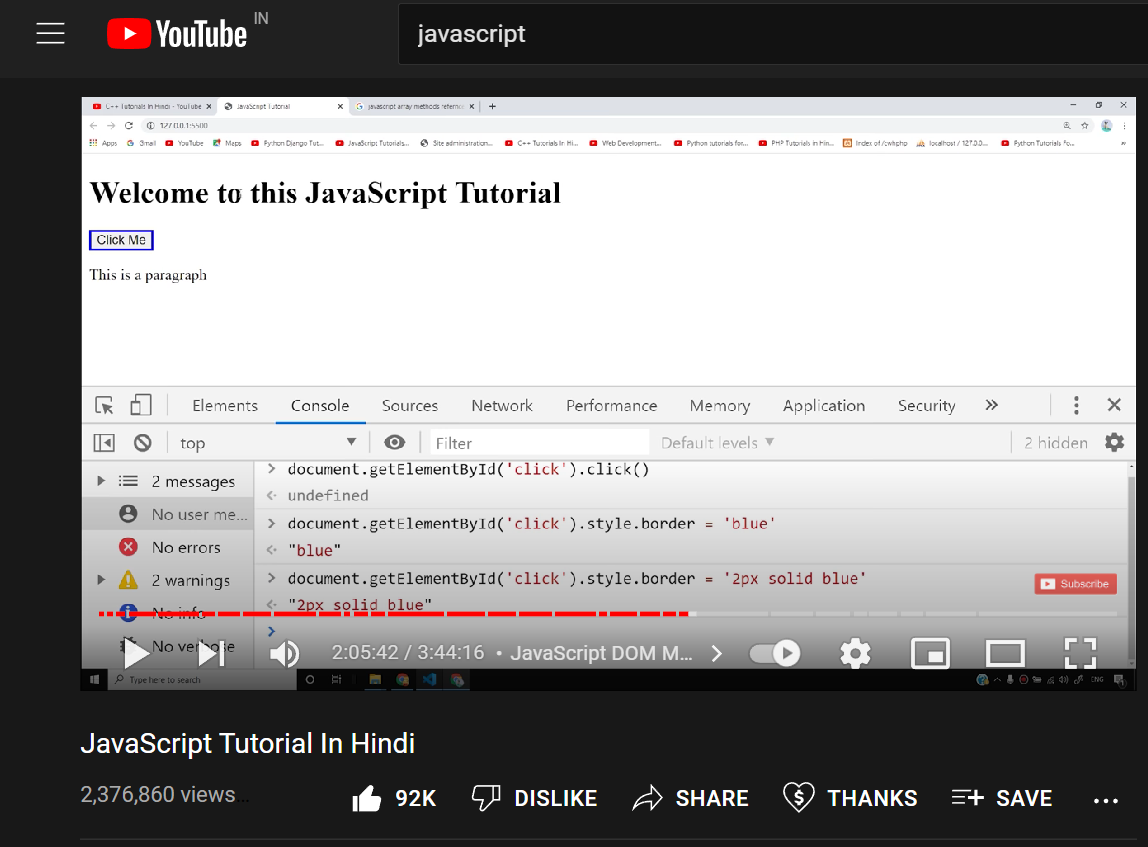 YouTube IN
javascript
C++ Tutorials In Hindi - YouTube
JavaScript Tutorial
javascript array methods referenc
127.0.0.1:5500
Apps Gmail YouTube Maps Python Django Tut... JavaScript Tutorials... Site administration... C++ Tutorials In Hi... Web Development... Python tutorials for... PHP Tutorials in Hin... Index of /cwhphp localhost / 127.0.0... Python Tutorials Fo...
Welcome to this JavaScript Tutorial
Click Me
This is a paragraph
Elements Console Sources Network Performance Memory Application Security
top Filter Default levels 2 hidden
2 messages
No user me...
No errors
2 warnings
No info
No verbose
document.getElementById('click').click()
undefined
document.getElementById('click').style.border = 'blue'
"blue"
document.getElementById('click').style.border = '2px solid blue'
"2px solid blue"
Subscribe
2:05:42 / 3:44:16 • JavaScript DOM M...
Type here to search
ENG
JavaScript Tutorial In Hindi
2,376,860 views
92K DISLIKE SHARE THANKS SAVE